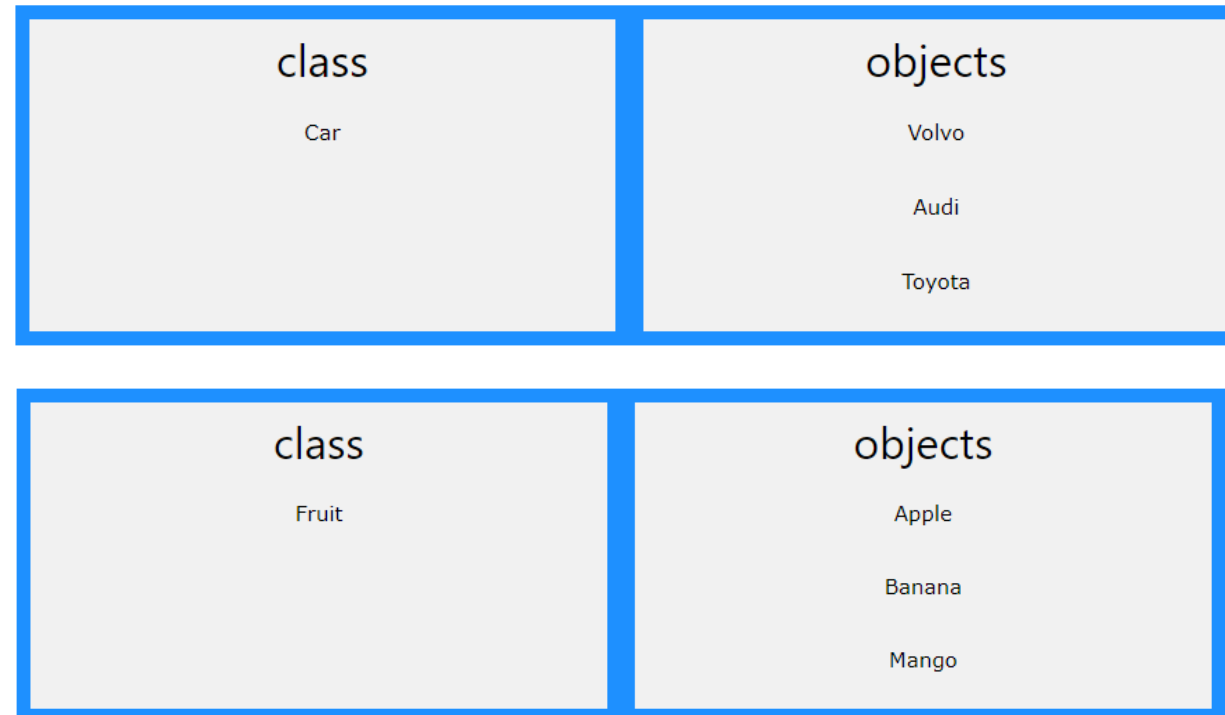 class
Car
objects
Volvo
Audi
Toyota
class
Fruit
objects
Apple
Banana
Mango